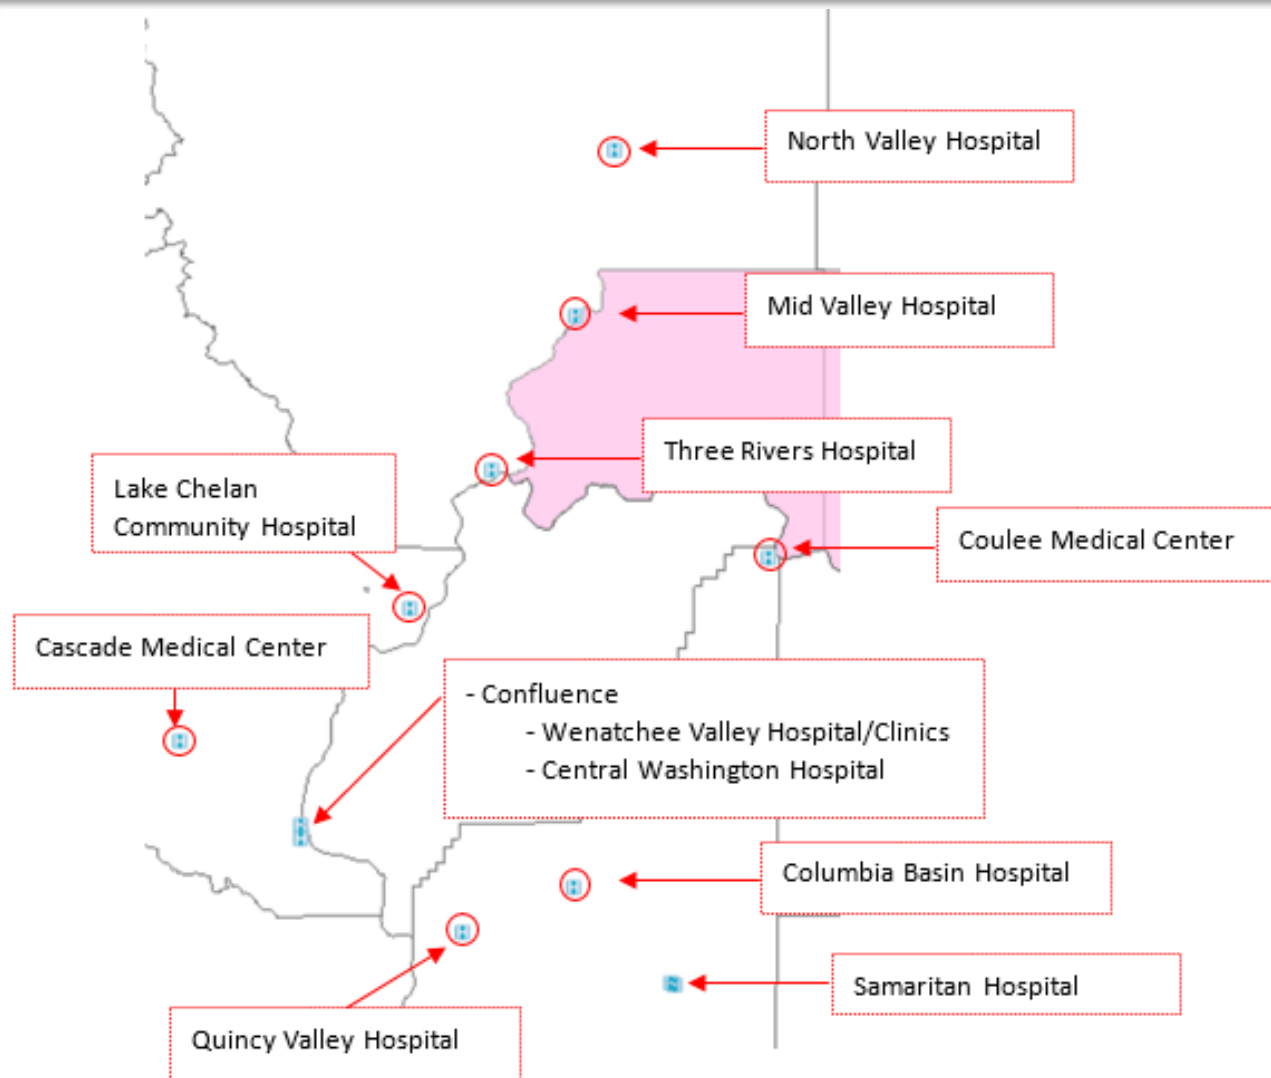 North Valley Hospital
Mid Valley Hospital
Three Rivers Hospital
Lake Chelan
Community Hospital
Coulee Medical Center
Cascade Medical Center
- Confluence
- Wenatchee Valley Hospital/Clinics
- Central Washington Hospital
Columbia Basin Hospital
Samaritan Hospital
Quincy Valley Hospital